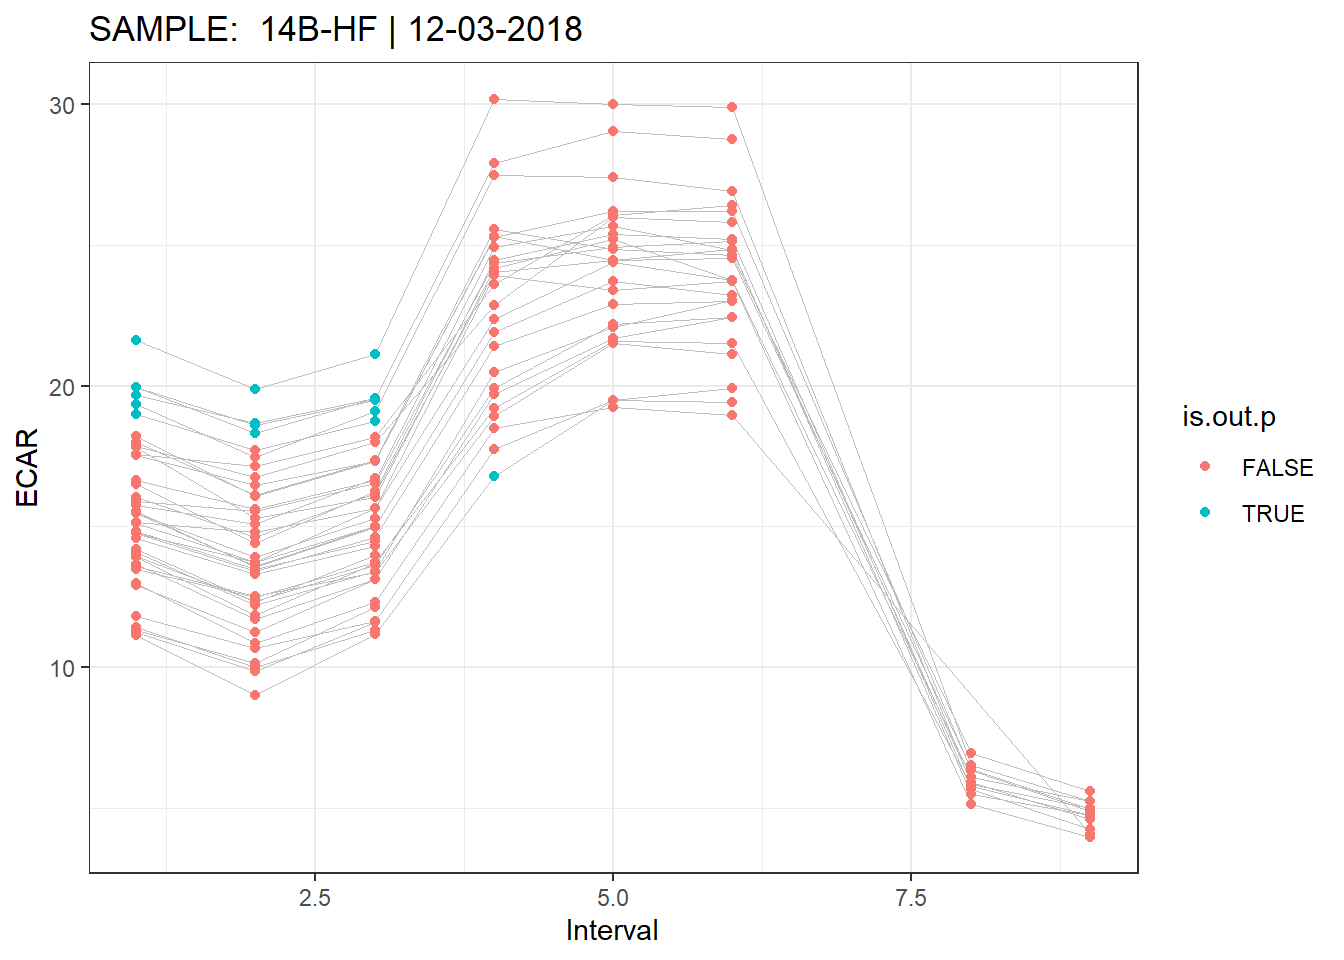 SAMPLE:  14B-HF | 12-03-2018
30
20
10
ECAR
2.5
5.0
7.5
Interval
is.out.p
FALSE
TRUE